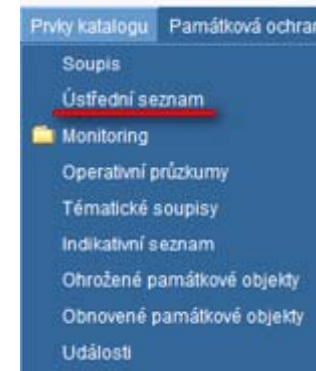 Prvky katalogu Památková ochra
Soupis
Ústřední seznam
Monitoring
Operativní průzkumy
Tématické soupisy
Indikativní seznam
Ohrožené památkové objekty
Obnovené památkové objekty
Události